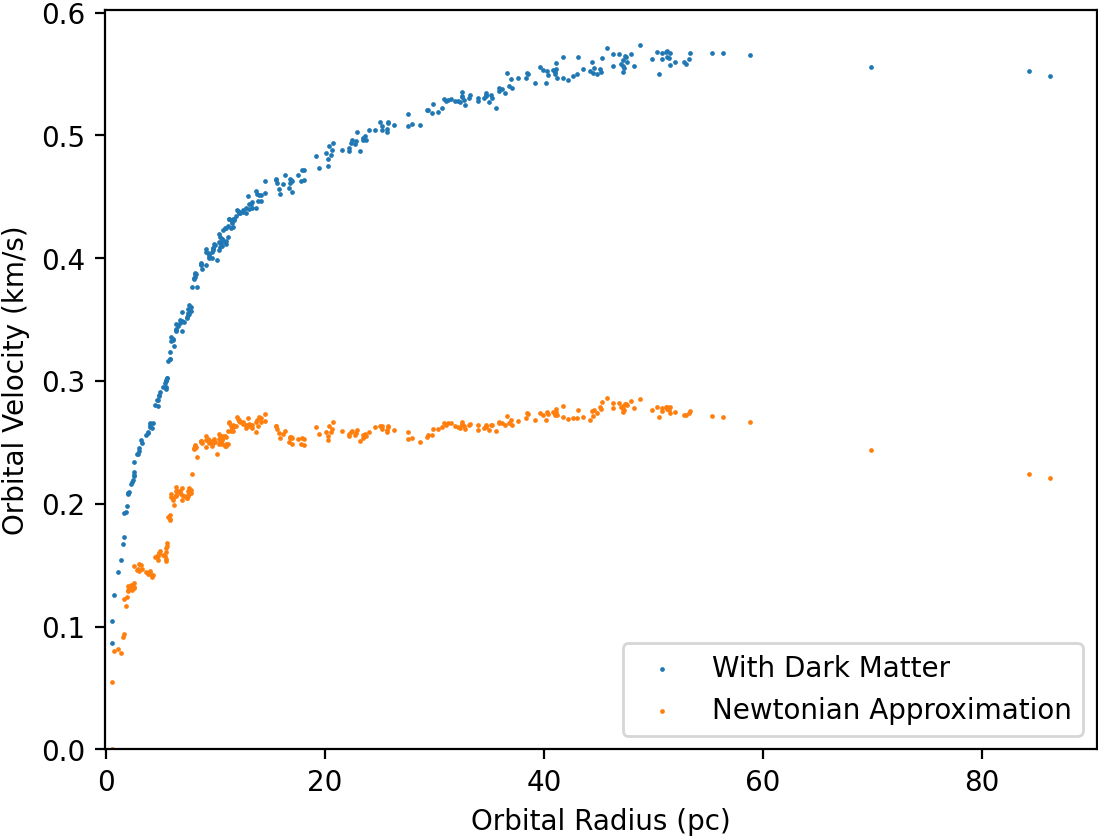 0.6
0.5
0.4
0.3
0.2
0.1
0.0
Orbital Velocity (km/s)
With Dark Matter
Newtonian Approximation
0 20 40 60 80
Orbital Radius (pc)